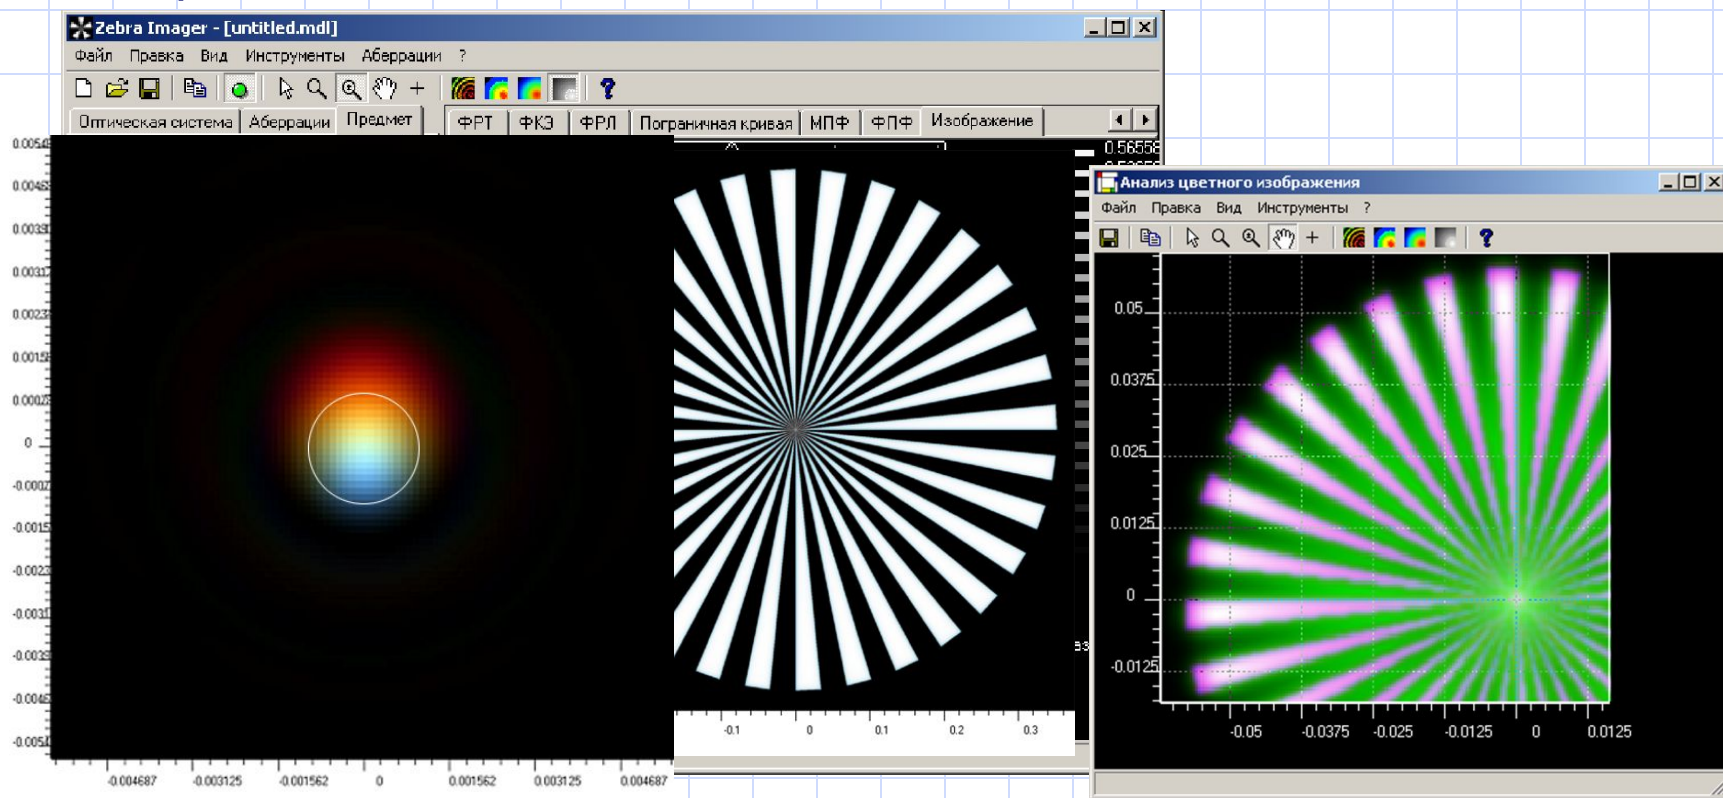 Zebra Imager - [untitled.mdl]
Файл Правка Вид Инструменты Аберрации ?
Оптическая система Аберрации Предмет ФРТ ФКЭ ФРЛ Пограничная кривая МПФ ФПФ Изображение
0.56558
Анализ цветного изображения
Файл Правка Вид Инструменты ?
0.05
0.0375
0.025
0.0125
0
-0.0125
-0.05 -0.0375 -0.025 -0.0125 0 0.0125
0
-0.1 0 0.1 0.2 0.3
-0.004687 -0.003125 -0.001562 0 0.001562 0.003125 0.004687